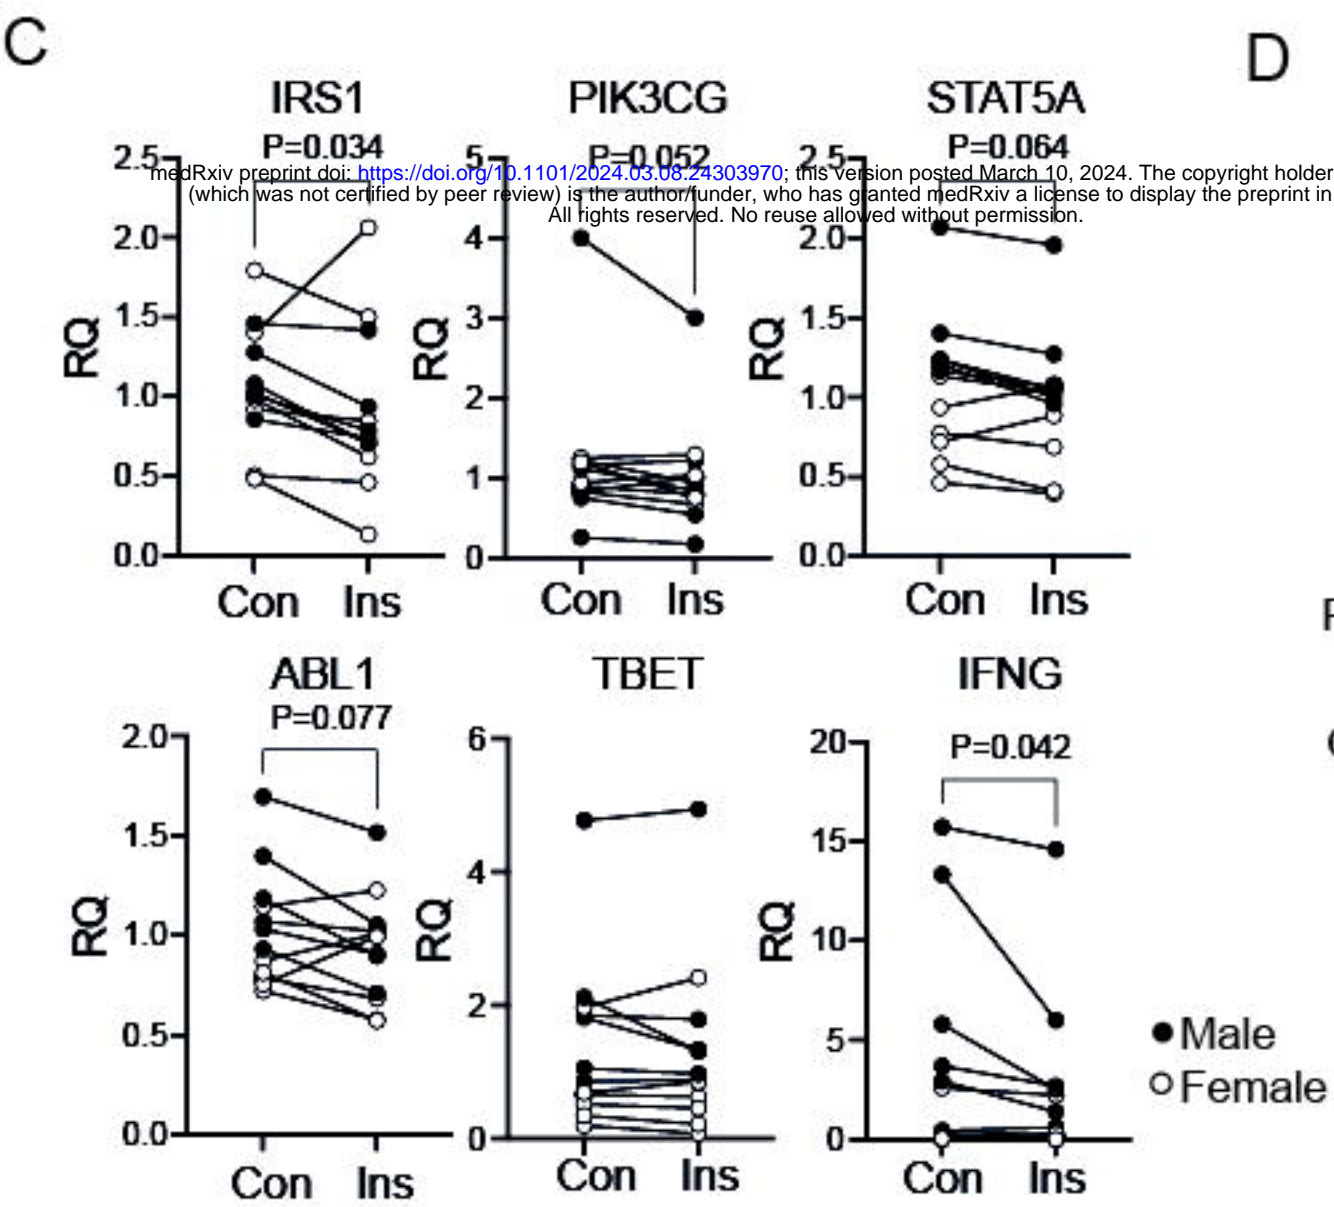 C
D
IRS1
PIK3CG
STAT5A
P=0.034
P=0.052
P=0.064
medRxiv preprint doi: https://doi.org/10.1101/2024.03.08.24303970; this version posted March 10, 2024. The copyright holder
(which was not certified by peer review) is the author/funder, who has granted medRxiv a license to display the preprint in
All rights reserved. No reuse allowed without permission.
2.5
2.0
1.5
1.0
0.5
0.0
RQ
Con Ins
5
4
3
2
1
0
RQ
Con Ins
2.5
2.0
1.5
1.0
0.5
0.0
RQ
Con Ins
ABL1
TBET
IFNG
P=0.077
P=0.042
2.0
1.5
1.0
0.5
0.0
RQ
Con Ins
6
4
2
0
RQ
Con Ins
20
15
10
5
0
RQ
Con Ins
Male
Female